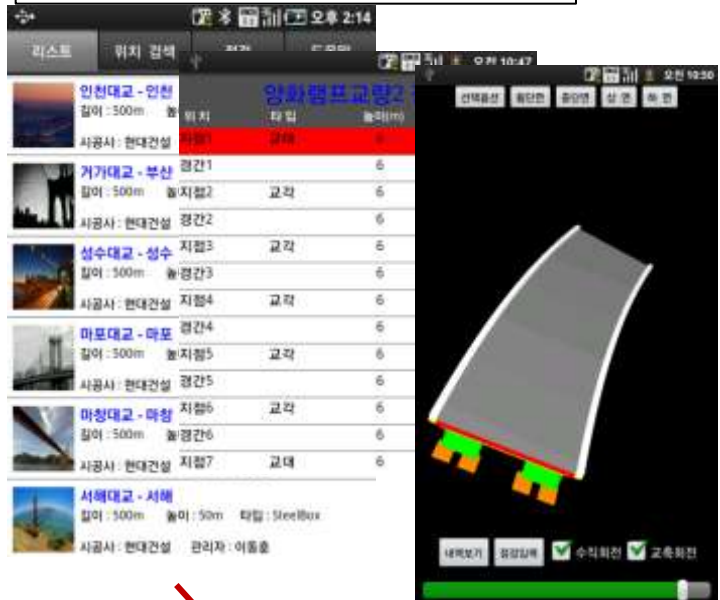 오후 2:14
리스트 위치 검색
인천대교 - 인천
길이 : 500m
시공사 : 현대건설
거가대교 - 부산
길이 : 500m
시공사 : 현대건설
성수대교 - 성수
길이 : 500m
시공사 : 현대건설
마포대교 - 마포
길이 : 500m
시공사 : 현대건설
마창대교 - 마창
길이 : 500m
시공사 : 현대건설
서해대교 - 서해
길이 : 500m 높이 : 50m 타입 : SteelBox
시공사 : 현대건설 관리자 : 이동호
오전 10:47
양화램프교량2
위치 타입 높이(m)
지점1 교대 6
경간1 6
지점2 교각 6
경간2 6
지점3 교각 6
경간3 6
지점4 교각 6
경간4 6
지점5 교각 6
경간5 6
지점6 교각 6
경간6 6
지점7 교대 6
오전 10:50
선택옵션 횡단면 종단면 상 면 하 면
내역보기 점검입력 수직회전 교축회전